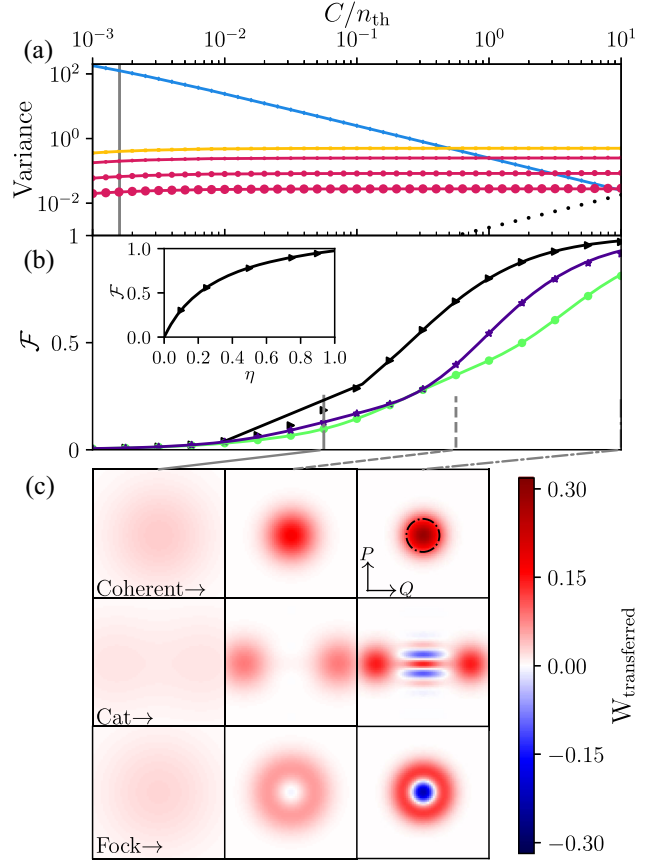 C/n_th
10^−3 10^−2 10^−1 10^0 10^1
(a)
Variance
10^2
10^0
10^−2
(b)
1
0.5
0
ℱ
1.0
0.5
0.0
ℱ
0.0 0.2 0.4 0.6 0.8 1.0
η
(c)
Coherent→
P
Q
Cat→
Fock→
0.30
0.15
0.00
−0.15
−0.30
W_transferred